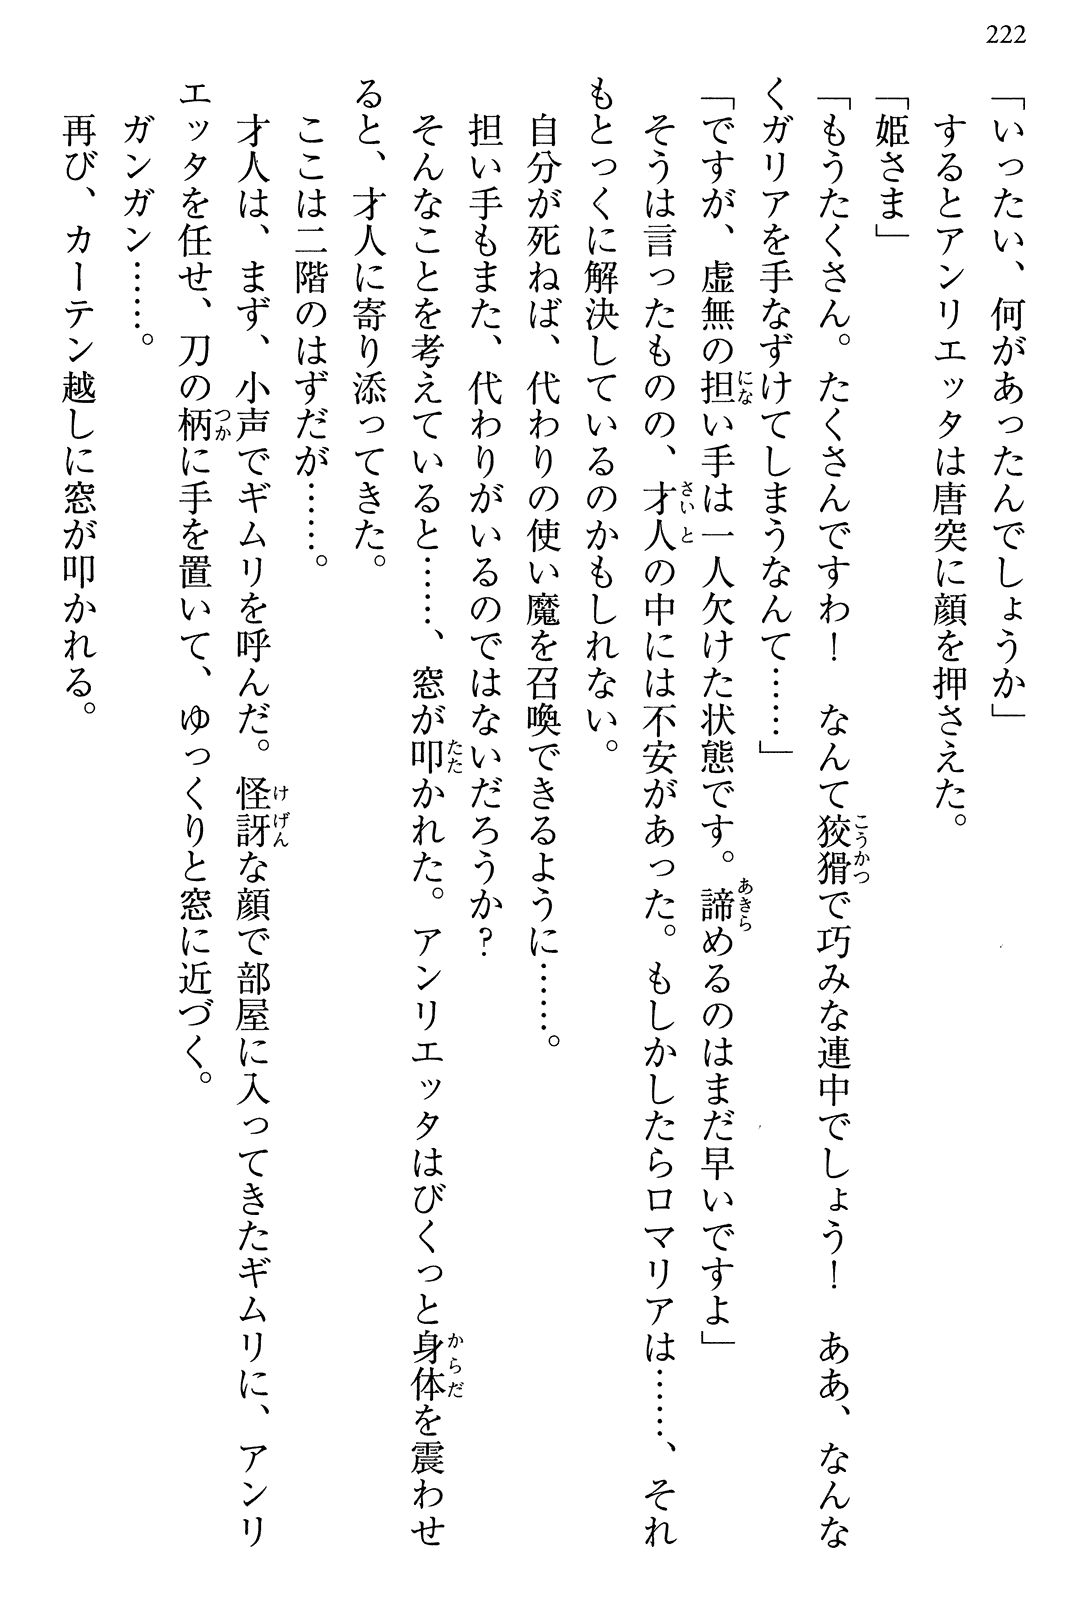 222
「いったい、何があったんでしょうか」
するとアンリエッタは唐突に顔を押さえた。
「姫さま」
「もうたくさん。たくさんですわ！　なんて狡猾で巧みな連中でしょう！　ああ、なんな
くガリアを手なずけてしまうなんて……」
「ですが、虚無の担い手は一人欠けた状態です。諦めるのはまだ早いですよ」
そうは言ったものの、才人の中には不安があった。もしかしたらロマリアは……、それ
もとっくに解決しているのかもしれない。
自分が死ねば、代わりの使い魔を召喚できるように……。
担い手もまた、代わりがいるのではないだろうか？
そんなことを考えていると……、窓が叩かれた。アンリエッタはびくっと身体を震わせ
ると、才人に寄り添ってきた。
ここは二階のはずだが……。
才人は、まず、小声でギムリを呼んだ。怪訝な顔で部屋に入ってきたギムリに、アンリ
エッタを任せ、刀の柄に手を置いて、ゆっくりと窓に近づく。
ガンガン……。
再び、カーテン越しに窓が叩かれる。